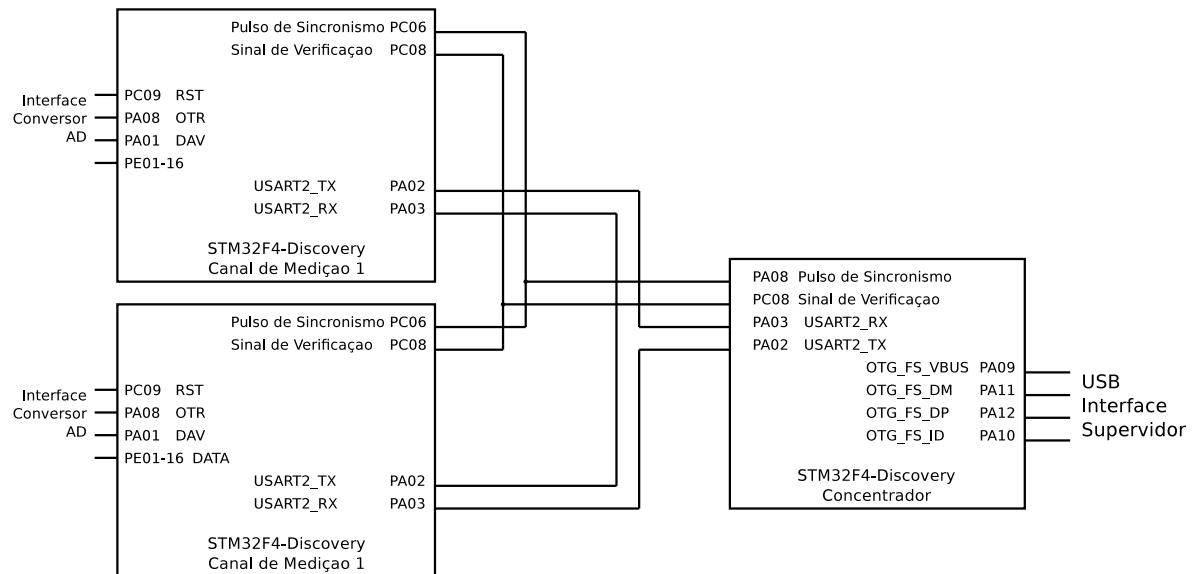 Pulso de Sincronismo PC06
Sinal de Verificaçao PC08
Interface
Conversor
AD
PC09 RST
PA08 OTR
PA01 DAV
PE01-16
USART2_TX PA02
USART2_RX PA03
STM32F4-Discovery
Canal de Mediçao 1
Pulso de Sincronismo PC06
Sinal de Verificaçao PC08
Interface
Conversor
AD
PC09 RST
PA08 OTR
PA01 DAV
PE01-16 DATA
USART2_TX PA02
USART2_RX PA03
STM32F4-Discovery
Canal de Mediçao 1
PA08 Pulso de Sincronismo
PC08 Sinal de Verificaçao
PA03 USART2_RX
PA02 USART2_TX
OTG_FS_VBUS PA09
OTG_FS_DM PA11
OTG_FS_DP PA12
OTG_FS_ID PA10
STM32F4-Discovery
Concentrador
USB
Interface
Supervidor